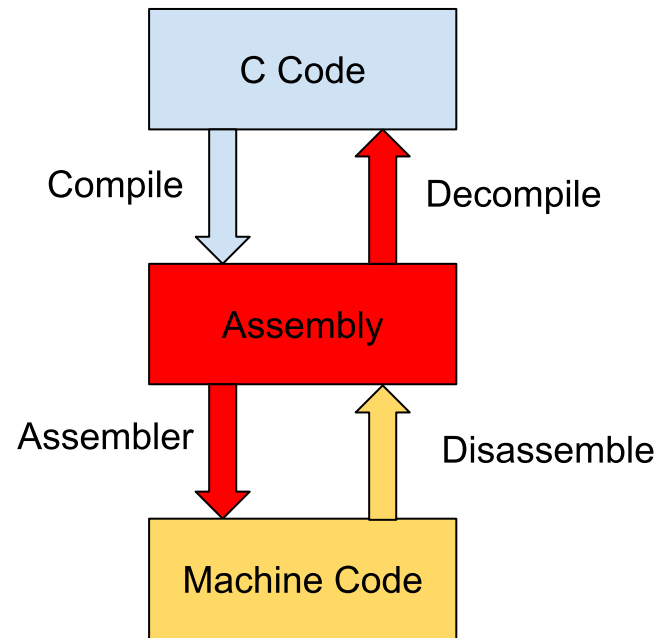 C Code
Compile
Decompile
Assembly
Assembler
Disassemble
Machine Code